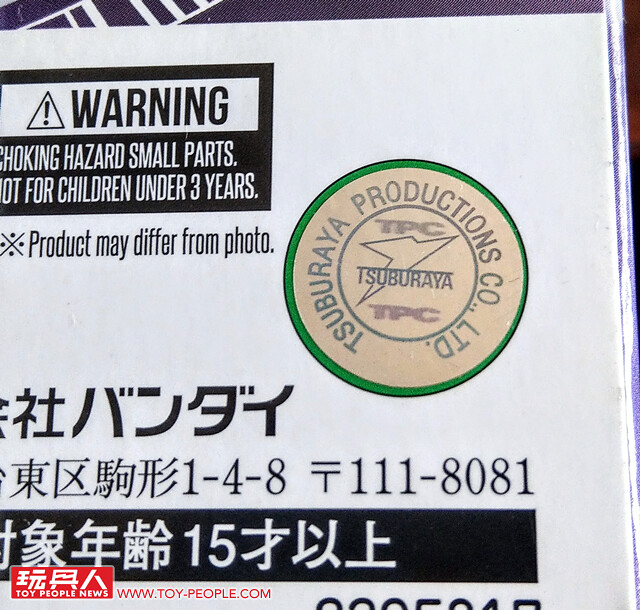 ⚠ WARNING
CHOKING HAZARD SMALL PARTS.
NOT FOR CHILDREN UNDER 3 YEARS.
※Product may differ from photo.
TSUBURAYA PRODUCTIONS CO., LTD.
TPC
TSUBURAYA
TPC
会社バンダイ
台東区駒形1-4-8 〒111-8081
対象年齢 15才以上
玩具人
TOY PEOPLE NEWS
WWW.TOY-PEOPLE.COM